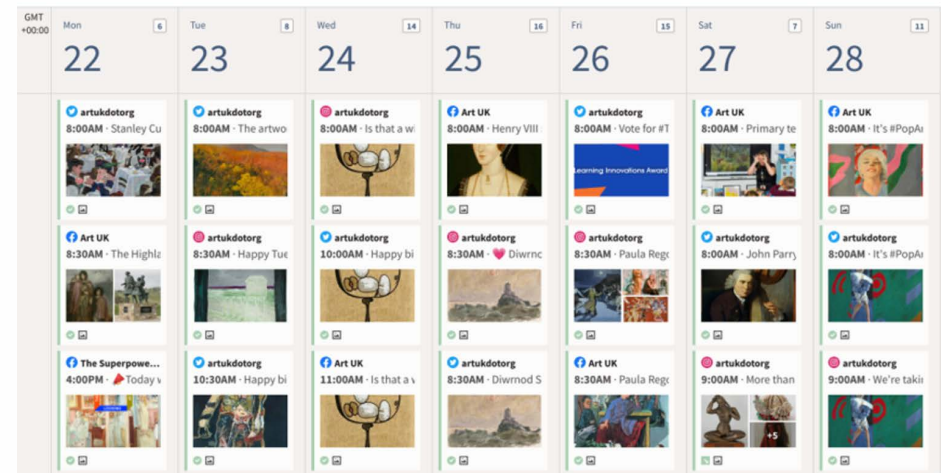 GMT
+00:00
Mon 6
22
Tue 8
23
Wed 14
24
Thu 16
25
Fri 15
26
Sat 7
27
Sun 11
28
artukdotorg
8:00AM · Stanley Cu
Art UK
8:30AM · The Highla
The Superpowe...
4:00PM · Today w
artukdotorg
8:00AM · The artwo
artukdotorg
8:30AM · Happy Tue
artukdotorg
10:30AM · Happy bi
artukdotorg
8:00AM · Is that a wi
artukdotorg
10:00AM · Happy bi
Art UK
11:00AM · Is that a w
Art UK
8:00AM · Henry VIII
artukdotorg
8:30AM · 💗 Diwrno
artukdotorg
8:30AM · Diwrnod S
artukdotorg
8:00AM · Vote for #T
Learning Innovations Award
artukdotorg
8:30AM · Paula Rego
Art UK
8:30AM · Paula Rego
Art UK
8:00AM · Primary te
artukdotorg
8:00AM · John Parry
artukdotorg
9:00AM · More than
+5
Art UK
8:00AM · It's #PopAr
artukdotorg
8:00AM · It's #PopAr
artukdotorg
9:00AM · We're takin